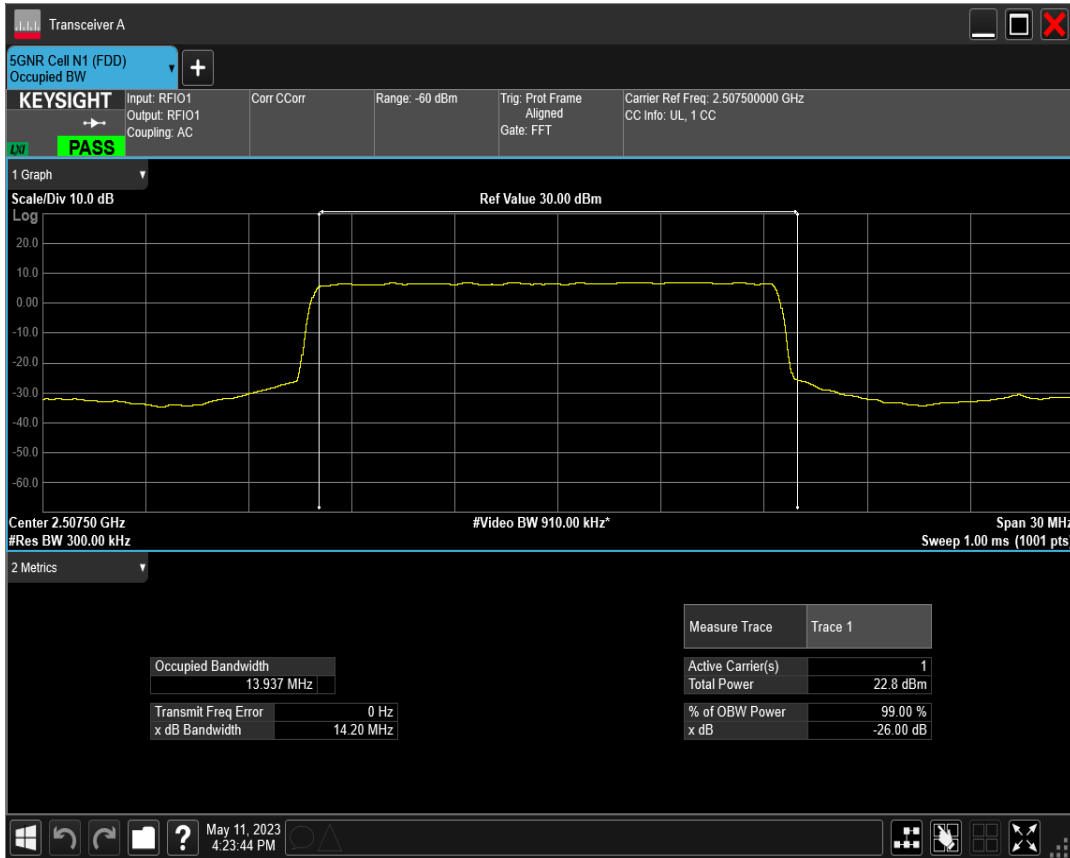 Transceiver A
5GNR Cell N1 (FDD)
Occupied BW
KEYSIGHT
Input: RFIO1
Output: RFIO1
Coupling: AC
Corr CCorr
Range: -60 dBm
Trig: Prot Frame
Aligned
Gate: FFT
Carrier Ref Freq: 2.507500000 GHz
CC Info: UL, 1 CC
LXI
PASS
1 Graph
Scale/Div 10.0 dB
Ref Value 30.00 dBm
Log
20.0
10.0
0.00
-10.0
-20.0
-30.0
-40.0
-50.0
-60.0
Center 2.50750 GHz
#Video BW 910.00 kHz*
Span 30 MHz
#Res BW 300.00 kHz
Sweep 1.00 ms (1001 pts)
2 Metrics
Measure Trace Trace 1
Occupied Bandwidth
13.937 MHz
Active Carrier(s) 1
Total Power 22.8 dBm
Transmit Freq Error 0 Hz
x dB Bandwidth 14.20 MHz
% of OBW Power 99.00 %
x dB -26.00 dB
?
May 11, 2023
4:23:44 PM